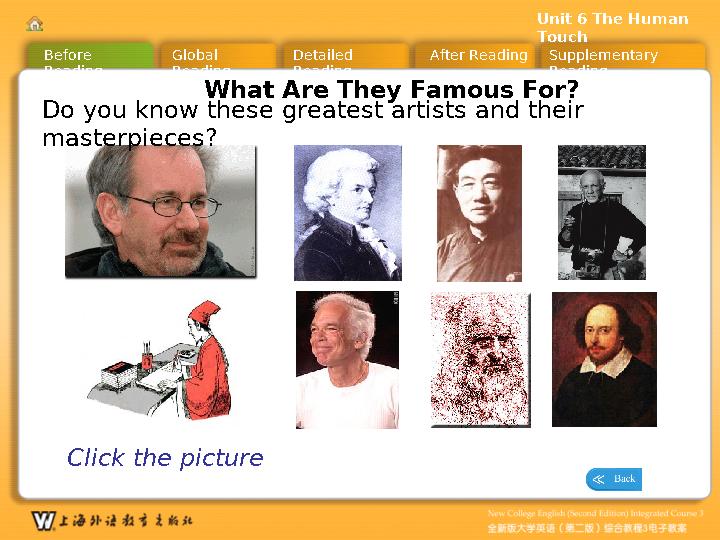 Unit 6 The Human
Touch
Before
Reading
Global
Reading
Detailed
Reading
After Reading
Supplementary
Reading
What Are They Famous For?
Do you know these greatest artists and their
masterpieces?
Click the picture
Back
上海外语教育出版社
New College English (Second Edition) Integrated Course 3
全新版大学英语（第二版）综合教程3电子教案